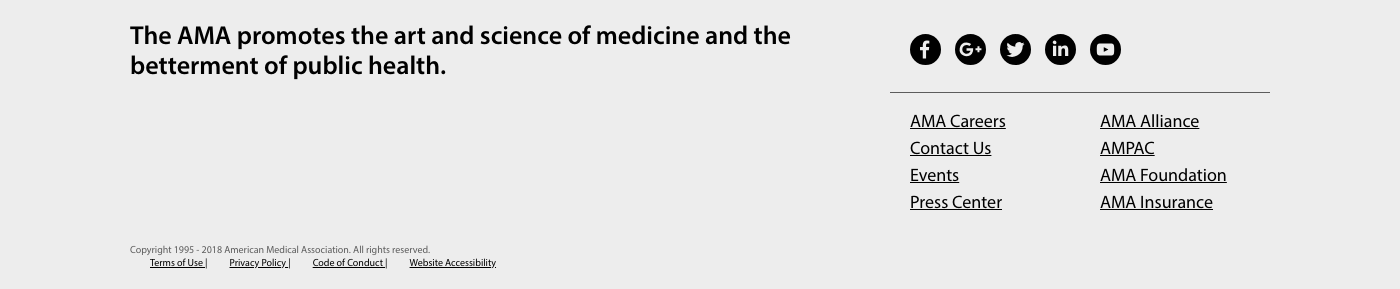 The AMA promotes the art and science of medicine and the
betterment of public health.
AMA Careers
Contact Us
Events
Press Center
AMA Alliance
AMPAC
AMA Foundation
AMA Insurance
Copyright 1995 - 2018 American Medical Association. All rights reserved.
Terms of Use | Privacy Policy | Code of Conduct | Website Accessibility